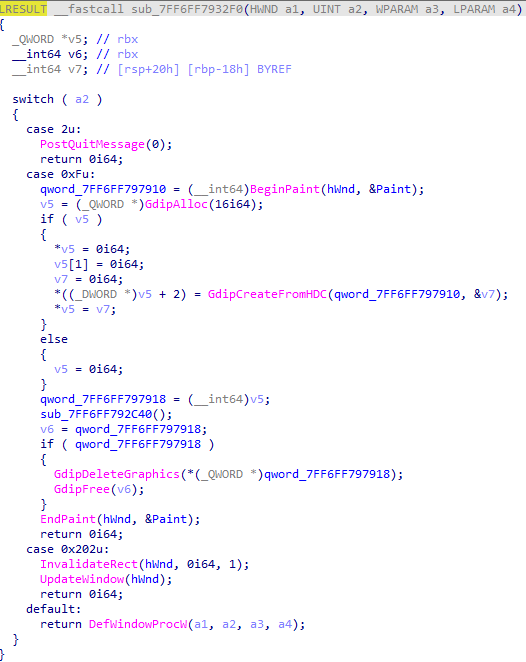 LRESULT __fastcall sub_7FF6FF7932F0(HWND a1, UINT a2, WPARAM a3, LPARAM a4)
{
  _QWORD *v5; // rbx
  __int64 v6; // rbx
  __int64 v7; // [rsp+20h] [rbp-18h] BYREF

  switch ( a2 )
  {
    case 2u:
      PostQuitMessage(0);
      return 0i64;
    case 0xFu:
      qword_7FF6FF797910 = (__int64)BeginPaint(hWnd, &Paint);
      v5 = (_QWORD *)GdipAlloc(16i64);
      if ( v5 )
      {
        *v5 = 0i64;
        v5[1] = 0i64;
        v7 = 0i64;
        *((_DWORD *)v5 + 2) = GdipCreateFromHDC(qword_7FF6FF797910, &v7);
        *v5 = v7;
      }
      else
      {
        v5 = 0i64;
      }
      qword_7FF6FF797918 = (__int64)v5;
      sub_7FF6FF792C40();
      v6 = qword_7FF6FF797918;
      if ( qword_7FF6FF797918 )
      {
        GdipDeleteGraphics(*(_QWORD *)qword_7FF6FF797918);
        GdipFree(v6);
      }
      EndPaint(hWnd, &Paint);
      return 0i64;
    case 0x202u:
      InvalidateRect(hWnd, 0i64, 1);
      UpdateWindow(hWnd);
      return 0i64;
    default:
      return DefWindowProcW(a1, a2, a3, a4);
  }
}